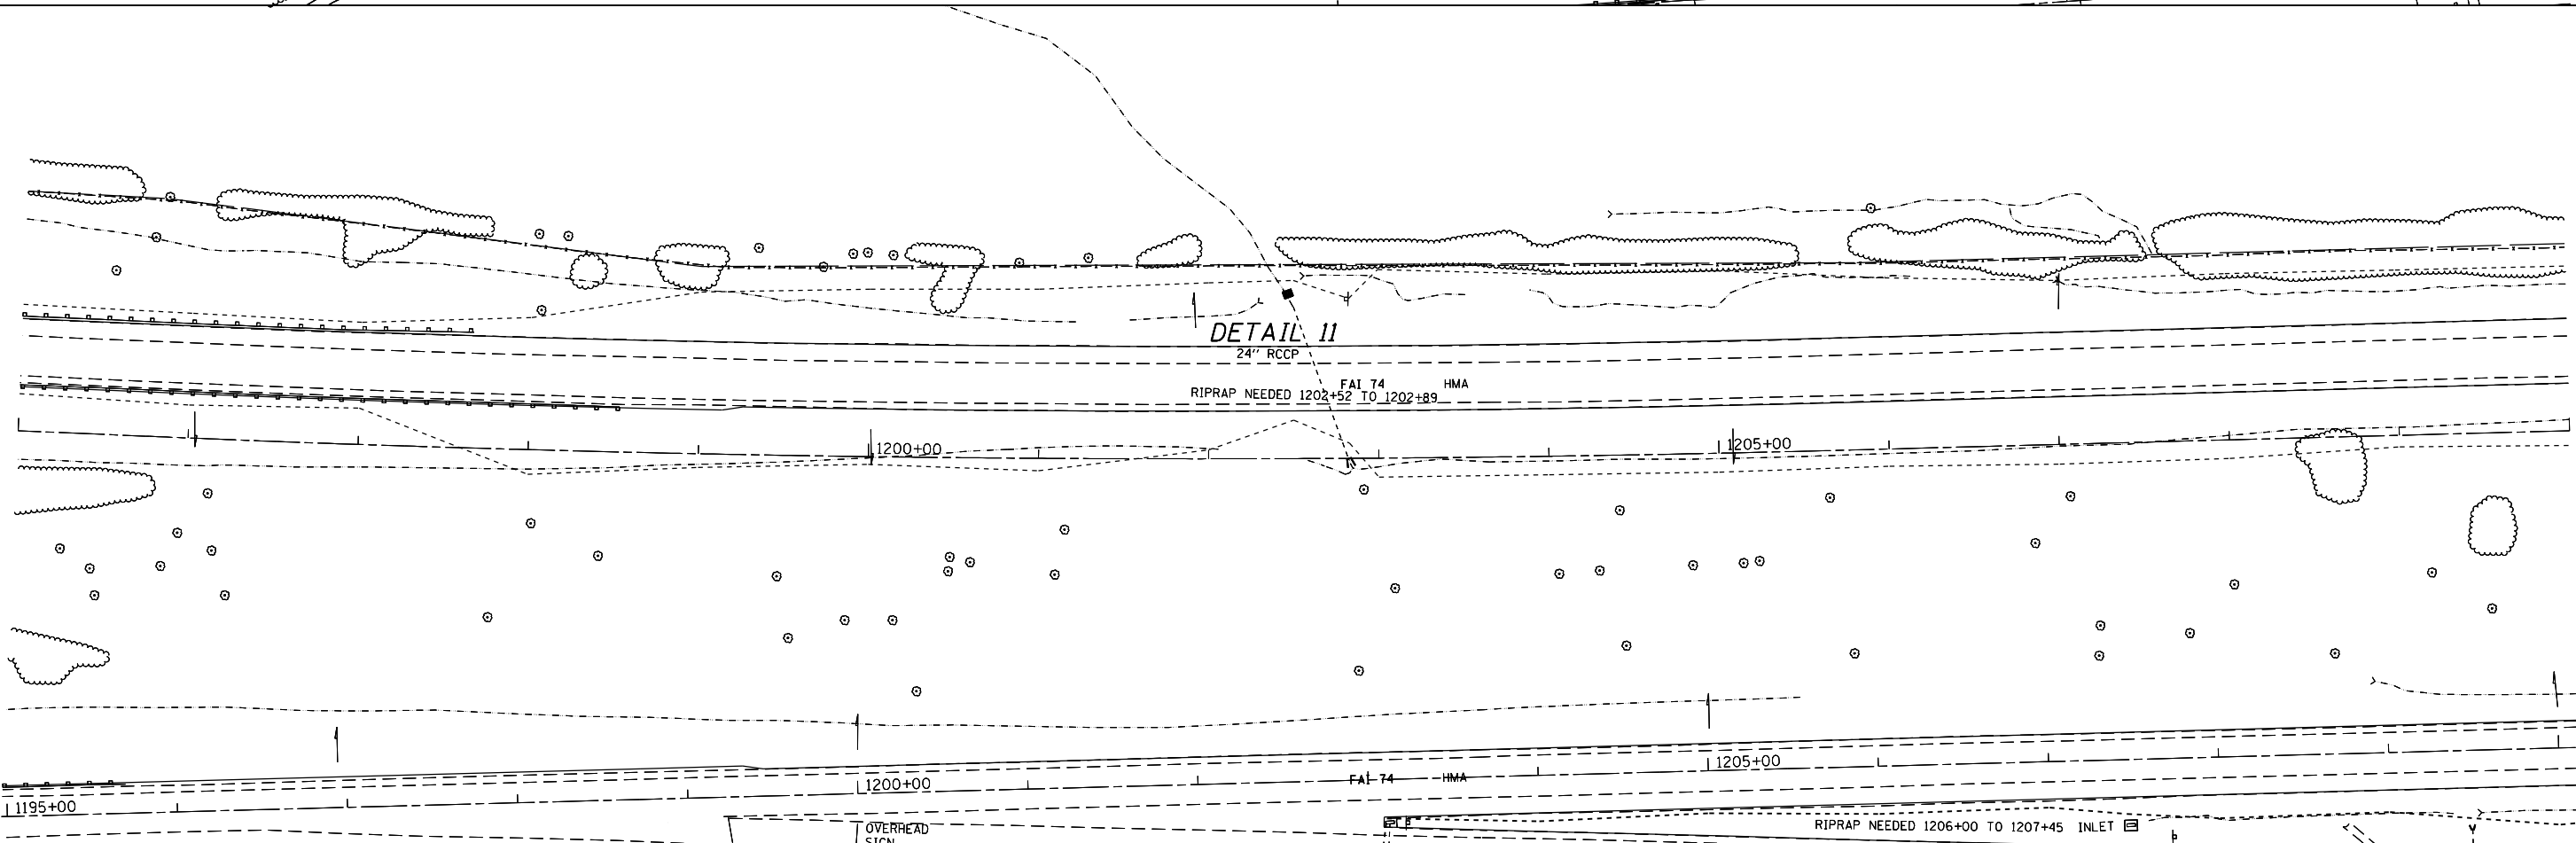 DETAIL 11
24" RCCP
FAI 74 HMA
RIPRAP NEEDED 1202+52 TO 1202+89
1200+00
1205+00
1205+00
FAI 74 HMA
1200+00
1195+00
OVERHEAD
SIGN
RIPRAP NEEDED 1206+00 TO 1207+45 INLET